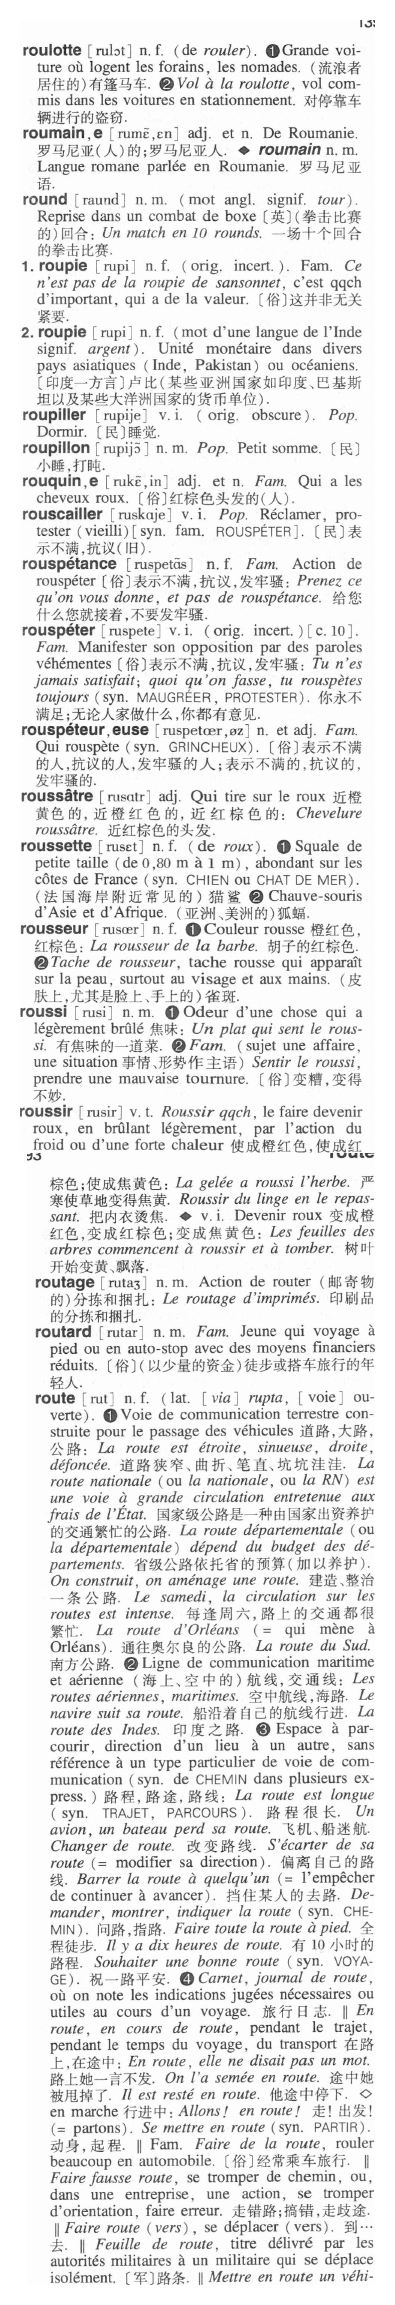 135
roulotte [rulɔt] n. f. (de rouler). ❶Grande voi-
ture où logent les forains, les nomades. (流浪者
居住的)有篷马车. ❷Vol à la roulotte, vol com-
mis dans les voitures en stationnement. 对停靠车
辆进行的盗窃.
roumain,e [rumɛ̃,ɛn] adj. et n. De Roumanie.
罗马尼亚(人)的;罗马尼亚人. ◆ roumain n. m.
Langue romane parlée en Roumanie. 罗马尼亚
语.
round [raund] n. m. (mot angl. signif. tour).
Reprise dans un combat de boxe〔英〕(拳击比赛
的)回合: Un match en 10 rounds. 一场十个回合
的拳击比赛.
1. roupie [rupi] n. f. (orig. incert.). Fam. Ce
n'est pas de la roupie de sansonnet, c'est qqch
d'important, qui a de la valeur. 〔俗〕这并非无关
紧要.
2. roupie [rupi] n. f. (mot d'une langue de l'Inde
signif. argent). Unité monétaire dans divers
pays asiatiques (Inde, Pakistan) ou océaniens.
〔印度一方言〕卢比(某些亚洲国家如印度、巴基斯
坦以及某些大洋洲国家的货币单位).
roupiller [rupije] v. i. (orig. obscure). Pop.
Dormir. 〔民〕睡觉.
roupillon [rupijɔ̃] n. m. Pop. Petit somme. 〔民〕
小睡,打盹.
rouquin,e [rukɛ̃,in] adj. et n. Fam. Qui a les
cheveux roux. 〔俗〕红棕色头发的(人).
rouscailler [ruskɑje] v. i. Pop. Réclamer, pro-
tester (vieilli)[syn. fam. ROUSPÉTER]. 〔民〕表
示不满,抗议(旧).
rouspétance [ruspetɑ̃s] n. f. Fam. Action de
rouspéter〔俗〕表示不满,抗议,发牢骚: Prenez ce
qu'on vous donne, et pas de rouspétance. 给您
什么您就接着,不要发牢骚.
rouspéter [ruspete] v. i. (orig. incert.)[c. 10].
Fam. Manifester son opposition par des paroles
véhémentes〔俗〕表示不满,抗议,发牢骚: Tu n'es
jamais satisfait; quoi qu'on fasse, tu rouspètes
toujours (syn. MAUGRÉER, PROTESTER). 你永不
满足;无论人家做什么,你都有意见.
rouspéteur,euse [ruspetœr,øz] n. et adj. Fam.
Qui rouspète (syn. GRINCHEUX). 〔俗〕表示不满
的人,抗议的人,发牢骚的人;表示不满的,抗议的,
发牢骚的.
roussâtre [rusɑtr] adj. Qui tire sur le roux 近橙
黄色的,近橙红色的,近红棕色的: Chevelure
roussâtre. 近红棕色的头发.
roussette [rusɛt] n. f. (de roux). ❶Squale de
petite taille (de 0,80 m à 1 m), abondant sur les
côtes de France (syn. CHIEN ou CHAT DE MER).
(法国海岸附近常见的)猫鲨 ❷Chauve-souris
d'Asie et d'Afrique. (亚洲、美洲的)狐蝠.
rousseur [rusœr] n. f. ❶Couleur rousse 橙红色,
红棕色: La rousseur de la barbe. 胡子的红棕色.
❷Tache de rousseur, tache rousse qui apparaît
sur la peau, surtout au visage et aux mains. (皮
肤上,尤其是脸上、手上的)雀斑.
roussi [rusi] n. m. ❶Odeur d'une chose qui a
légèrement brûlé 焦味: Un plat qui sent le rous-
si. 有焦味的一道菜. ❷Fam. (sujet une affaire,
une situation 事情、形势作主语) Sentir le roussi,
prendre une mauvaise tournure. 〔俗〕变糟,变得
不妙.
roussir [rusir] v. t. Roussir qqch, le faire devenir
roux, en brûlant légèrement, par l'action du
froid ou d'une forte chaleur 使成橙红色,使成红
93 route
棕色;使成焦黄色: La gelée a roussi l'herbe. 严
寒使草地变得焦黄. Roussir du linge en le repas-
sant. 把内衣烫焦. ◆ v. i. Devenir roux 变成橙
红色,变成红棕色;变成焦黄色: Les feuilles des
arbres commencent à roussir et à tomber. 树叶
开始变黄、飘落.
routage [rutaʒ] n. m. Action de router (邮寄物
的)分拣和捆扎: Le routage d'imprimés. 印刷品
的分拣和捆扎.
routard [rutar] n. m. Fam. Jeune qui voyage à
pied ou en auto-stop avec des moyens financiers
réduits. 〔俗〕(以少量的资金)徒步或搭车旅行的年
轻人.
route [rut] n. f. (lat. [via] rupta, [voie] ou-
verte). ❶Voie de communication terrestre con-
struite pour le passage des véhicules 道路,大路,
公路: La route est étroite, sinueuse, droite,
défoncée. 道路狭窄、曲折、笔直、坑坑洼洼. La
route nationale (ou la nationale, ou la RN) est
une voie à grande circulation entretenue aux
frais de l'État. 国家级公路是一种由国家出资养护
的交通繁忙的公路. La route départementale (ou
la départementale) dépend du budget des dé-
partements. 省级公路依托省的预算(加以养护).
On construit, on aménage une route. 建造、整治
一条公路. Le samedi, la circulation sur les
routes est intense. 每逢周六,路上的交通都很
繁忙. La route d'Orléans (= qui mène à
Orléans). 通往奥尔良的公路. La route du Sud.
南方公路. ❷Ligne de communication maritime
et aérienne (海上、空中的)航线,交通线: Les
routes aériennes, maritimes. 空中航线,海路. Le
navire suit sa route. 船沿着自己的航线行进. La
route des Indes. 印度之路. ❸Espace à par-
courir, direction d'un lieu à un autre, sans
référence à un type particulier de voie de com-
munication (syn. de CHEMIN dans plusieurs ex-
press.) 路程,路途,路线: La route est longue
(syn. TRAJET, PARCOURS). 路程很长. Un
avion, un bateau perd sa route. 飞机、船迷航.
Changer de route. 改变路线. S'écarter de sa
route (= modifier sa direction). 偏离自己的路
线. Barrer la route à quelqu'un (= l'empêcher
de continuer à avancer). 挡住某人的去路. De-
mander, montrer, indiquer la route (syn. CHE-
MIN). 问路,指路. Faire toute la route à pied. 全
程徒步. Il y a dix heures de route. 有 10 小时的
路程. Souhaiter une bonne route (syn. VOYA-
GE). 祝一路平安. ❹Carnet, journal de route,
où on note les indications jugées nécessaires ou
utiles au cours d'un voyage. 旅行日志. ‖ En
route, en cours de route, pendant le trajet,
pendant le temps du voyage, du transport 在路
上,在途中: En route, elle ne disait pas un mot.
路上她一言不发. On l'a semée en route. 途中她
被甩掉了. Il est resté en route. 他途中停下. ◇
en marche 行进中: Allons! en route! 走! 出发!
(= partons). Se mettre en route (syn. PARTIR).
动身,起程. ‖ Fam. Faire de la route, rouler
beaucoup en automobile. 〔俗〕经常乘车旅行. ‖
Faire fausse route, se tromper de chemin, ou,
dans une entreprise, une action, se tromper
d'orientation, faire erreur. 走错路;搞错,走歧途.
‖ Faire route (vers), se déplacer (vers). 到…
去. ‖ Feuille de route, titre délivré par les
autorités militaires à un militaire qui se déplace
isolément. 〔军〕路条. ‖ Mettre en route un véhi-